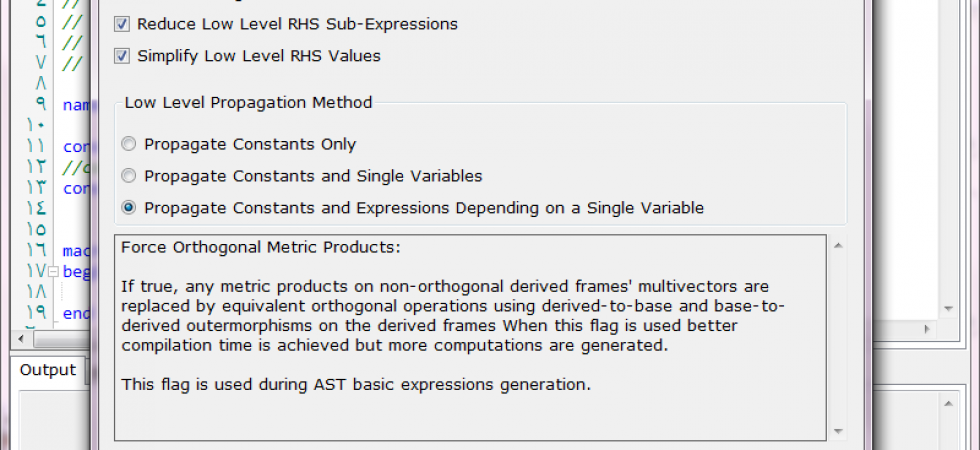 ٥ //
Reduce Low Level RHS Sub-Expressions
٦ //
٧ //
Simplify Low Level RHS Values
٨
٩ nam
Low Level Propagation Method
١٠
١١ con
Propagate Constants Only
١٢ //c
Propagate Constants and Single Variables
١٣ con
١٤
Propagate Constants and Expressions Depending on a Single Variable
١٥
١٦ mac
Force Orthogonal Metric Products:
١٧ beg
١٨
If true, any metric products on non-orthogonal derived frames' multivectors are
replaced by equivalent orthogonal operations using derived-to-base and base-to-
١٩ end
derived outermorphisms on the derived frames When this flag is used better
compilation time is achieved but more computations are generated.
Output
This flag is used during AST basic expressions generation.